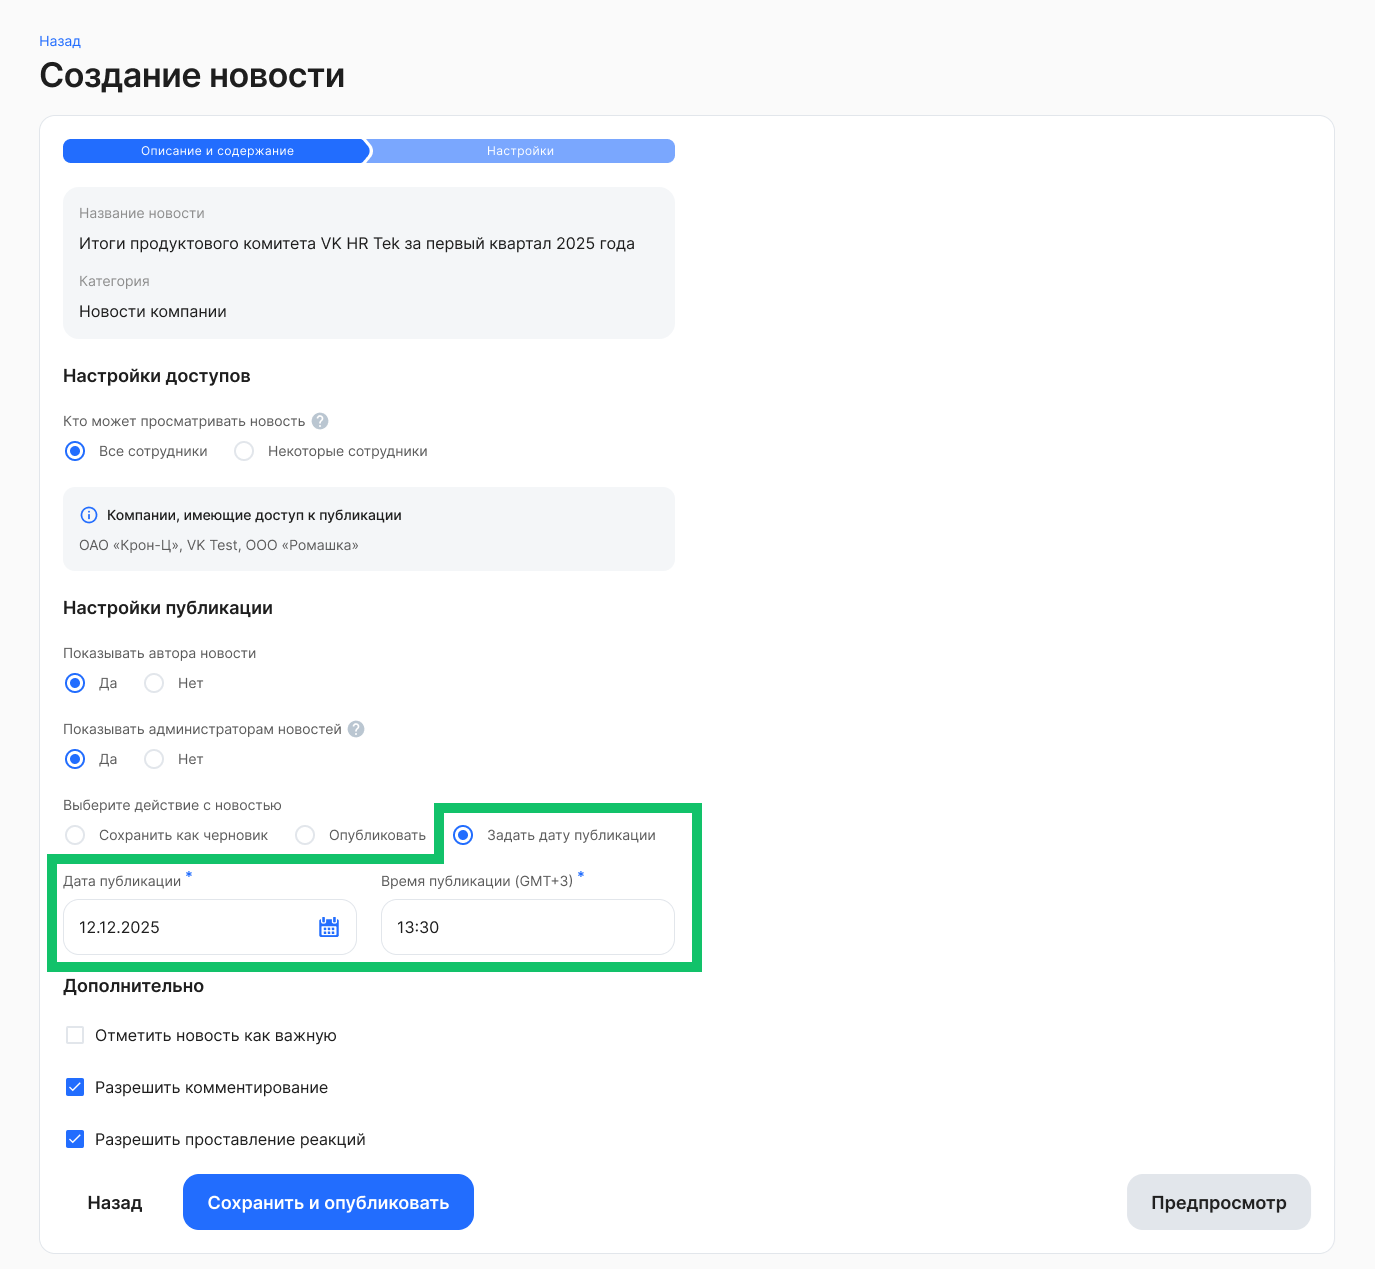 Назад
Создание новости
Описание и содержание
Настройки
Название новости
Итоги продуктового комитета VK HR Tek за первый квартал 2025 года
Категория
Новости компании
Настройки доступов
Кто может просматривать новость ?
Все сотрудники
Некоторые сотрудники
Компании, имеющие доступ к публикации
ОАО «Крон-Ц», VK Test, ООО «Ромашка»
Настройки публикации
Показывать автора новости
Да
Нет
Показывать администраторам новостей ?
Да
Нет
Выберите действие с новостью
Сохранить как черновик
Опубликовать
Задать дату публикации
Дата публикации *
Время публикации (GMT+3) *
12.12.2025
13:30
Дополнительно
Отметить новость как важную
Разрешить комментирование
Разрешить проставление реакций
Назад
Сохранить и опубликовать
Предпросмотр